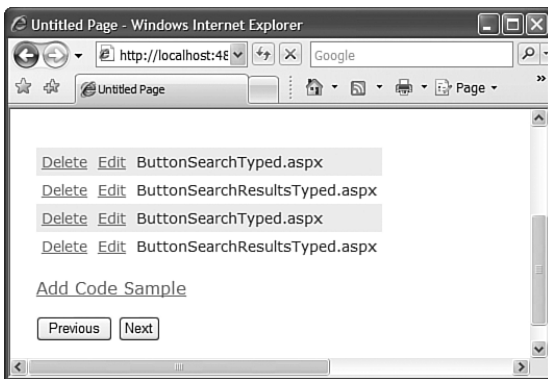 Untitled Page - Windows Internet Explorer
http://localhost:48
Google
Untitled Page
Page
»
Delete Edit ButtonSearchTyped.aspx
Delete Edit ButtonSearchResultsTyped.aspx
Delete Edit ButtonSearchTyped.aspx
Delete Edit ButtonSearchResultsTyped.aspx
Add Code Sample
Previous Next